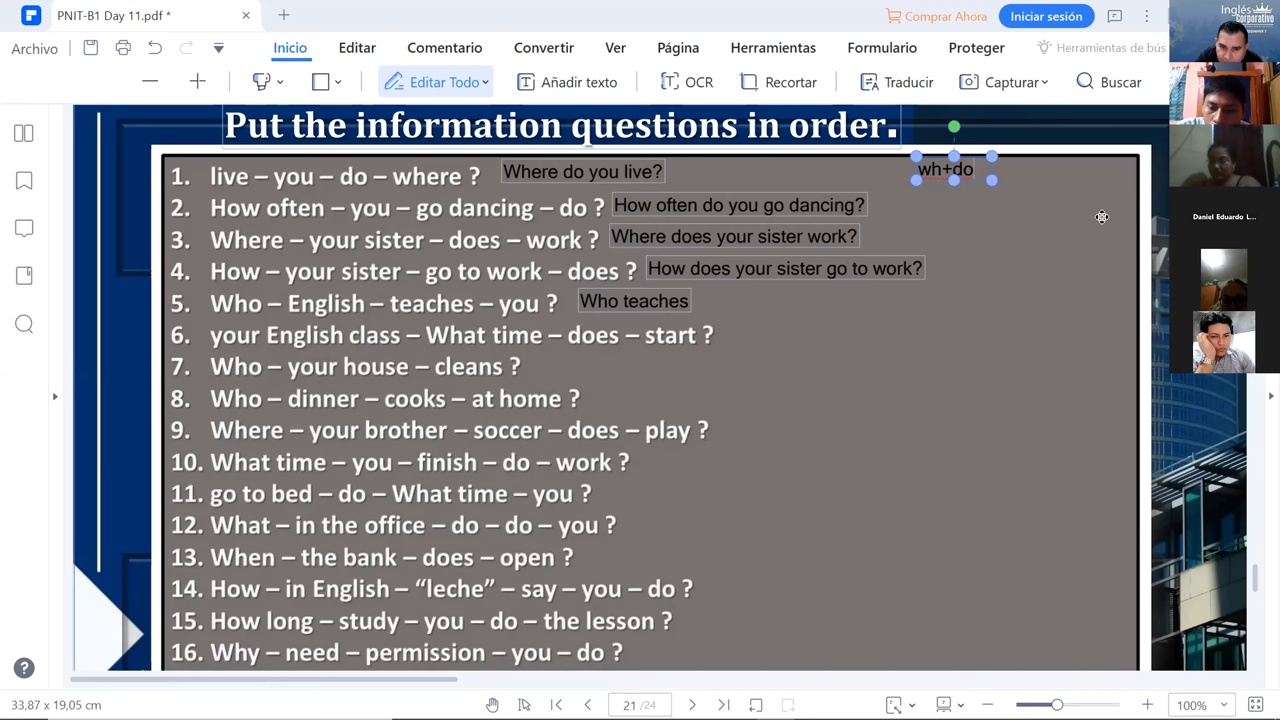 PNIT-B1 Day 11.pdf *
Comprar Ahora
Iniciar sesión
Archivo
Inicio
Editar
Comentario
Convertir
Ver
Página
Herramientas
Formulario
Proteger
Herramientas de bús
Editar Todo
Añadir texto
OCR
Recortar
Traducir
Capturar
Buscar
Inglés
Corporativo
Put the information questions in order.
wh+do
1. live – you – do – where ? Where do you live?
2. How often – you – go dancing – do ? How often do you go dancing?
3. Where – your sister – does – work ? Where does your sister work?
4. How – your sister – go to work – does ? How does your sister go to work?
5. Who – English – teaches – you ? Who teaches
6. your English class – What time – does – start ?
7. Who – your house – cleans ?
8. Who – dinner – cooks – at home ?
9. Where – your brother – soccer – does – play ?
10. What time – you – finish – do – work ?
11. go to bed – do – What time – you ?
12. What – in the office – do – do – you ?
13. When – the bank – does – open ?
14. How – in English – “leche” – say – you – do ?
15. How long – study – you – do – the lesson ?
16. Why – need – permission – you – do ?
Daniel Eduardo L...
33,87 x 19,05 cm
21 /24
100%